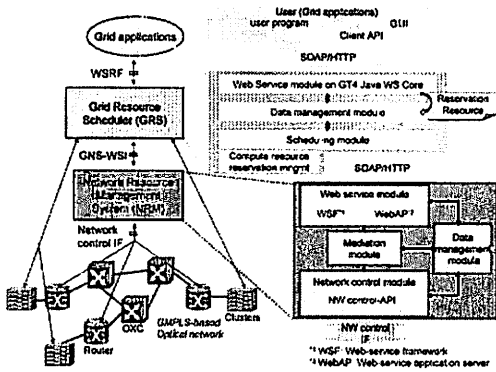 Grid applications
WSRF
Grid Resource
Scheduler (GRS)
GNS-WSI
Network Resource
Management
System (NRM)
Network
control IF
OXC
Router
GMPLS-based
Optical network
Clusters
User (Grid applications)
user program
GUI
Client API
SOAP/HTTP
Web Service module on GT4 Java WS Core
Data management module
Scheduling module
Compute resource
reservation mngmt
Reservation
Resource
SOAP/HTTP
Web service module
WSF*1 WebAP*2
Mediation
module
Data
management
module
Network control module
NW control-API
NW control
IF
*1 WSF Web-service framework
*2 WebAP Web-service application server